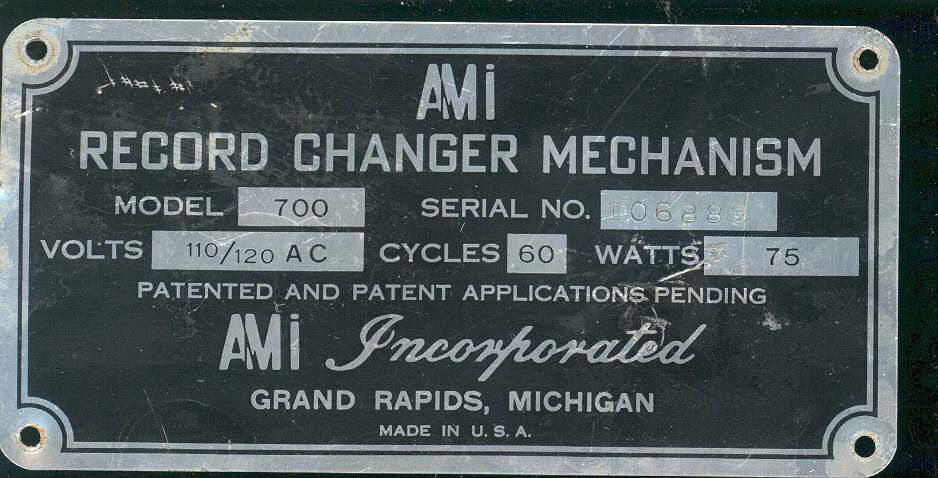 AMi
RECORD CHANGER MECHANISM
MODEL 700 SERIAL NO.
VOLTS 110/120 AC CYCLES 60 WATTS 75
PATENTED AND PATENT APPLICATIONS PENDING
AMi Incorporated
GRAND RAPIDS, MICHIGAN
MADE IN U.S.A.